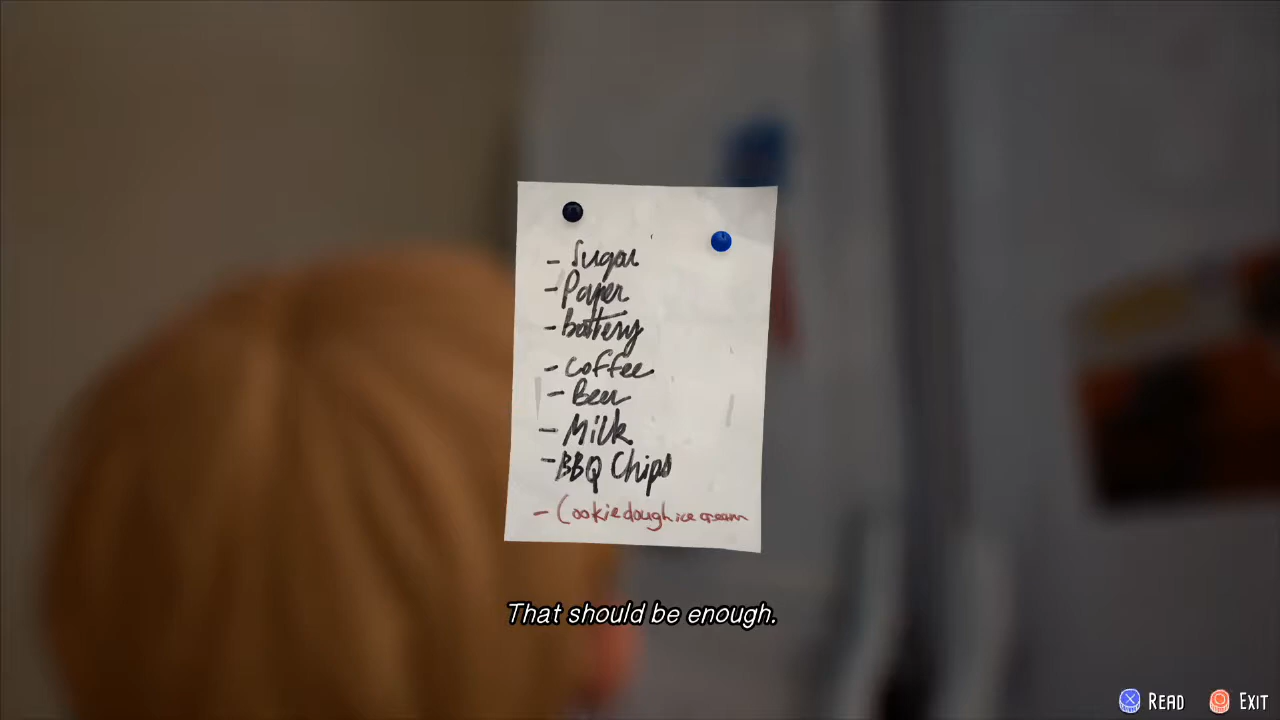 - Sugar
- Paper
- battery
- Coffee
- Beer
- Milk
- BBQ Chips
- Cookie dough ice cream
That should be enough.
READ EXIT